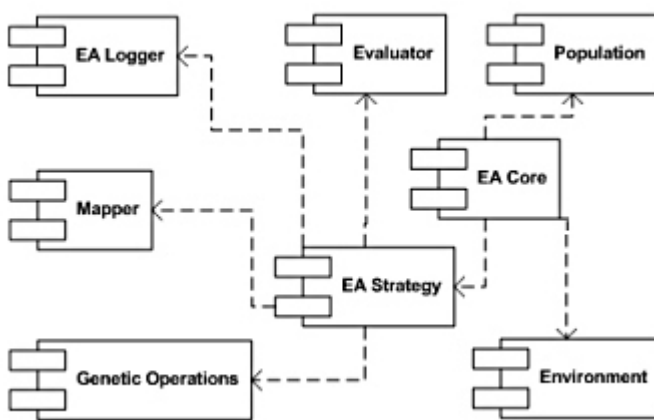 EA Logger
Evaluator
Population
Mapper
EA Core
EA Strategy
Genetic Operations
Environment